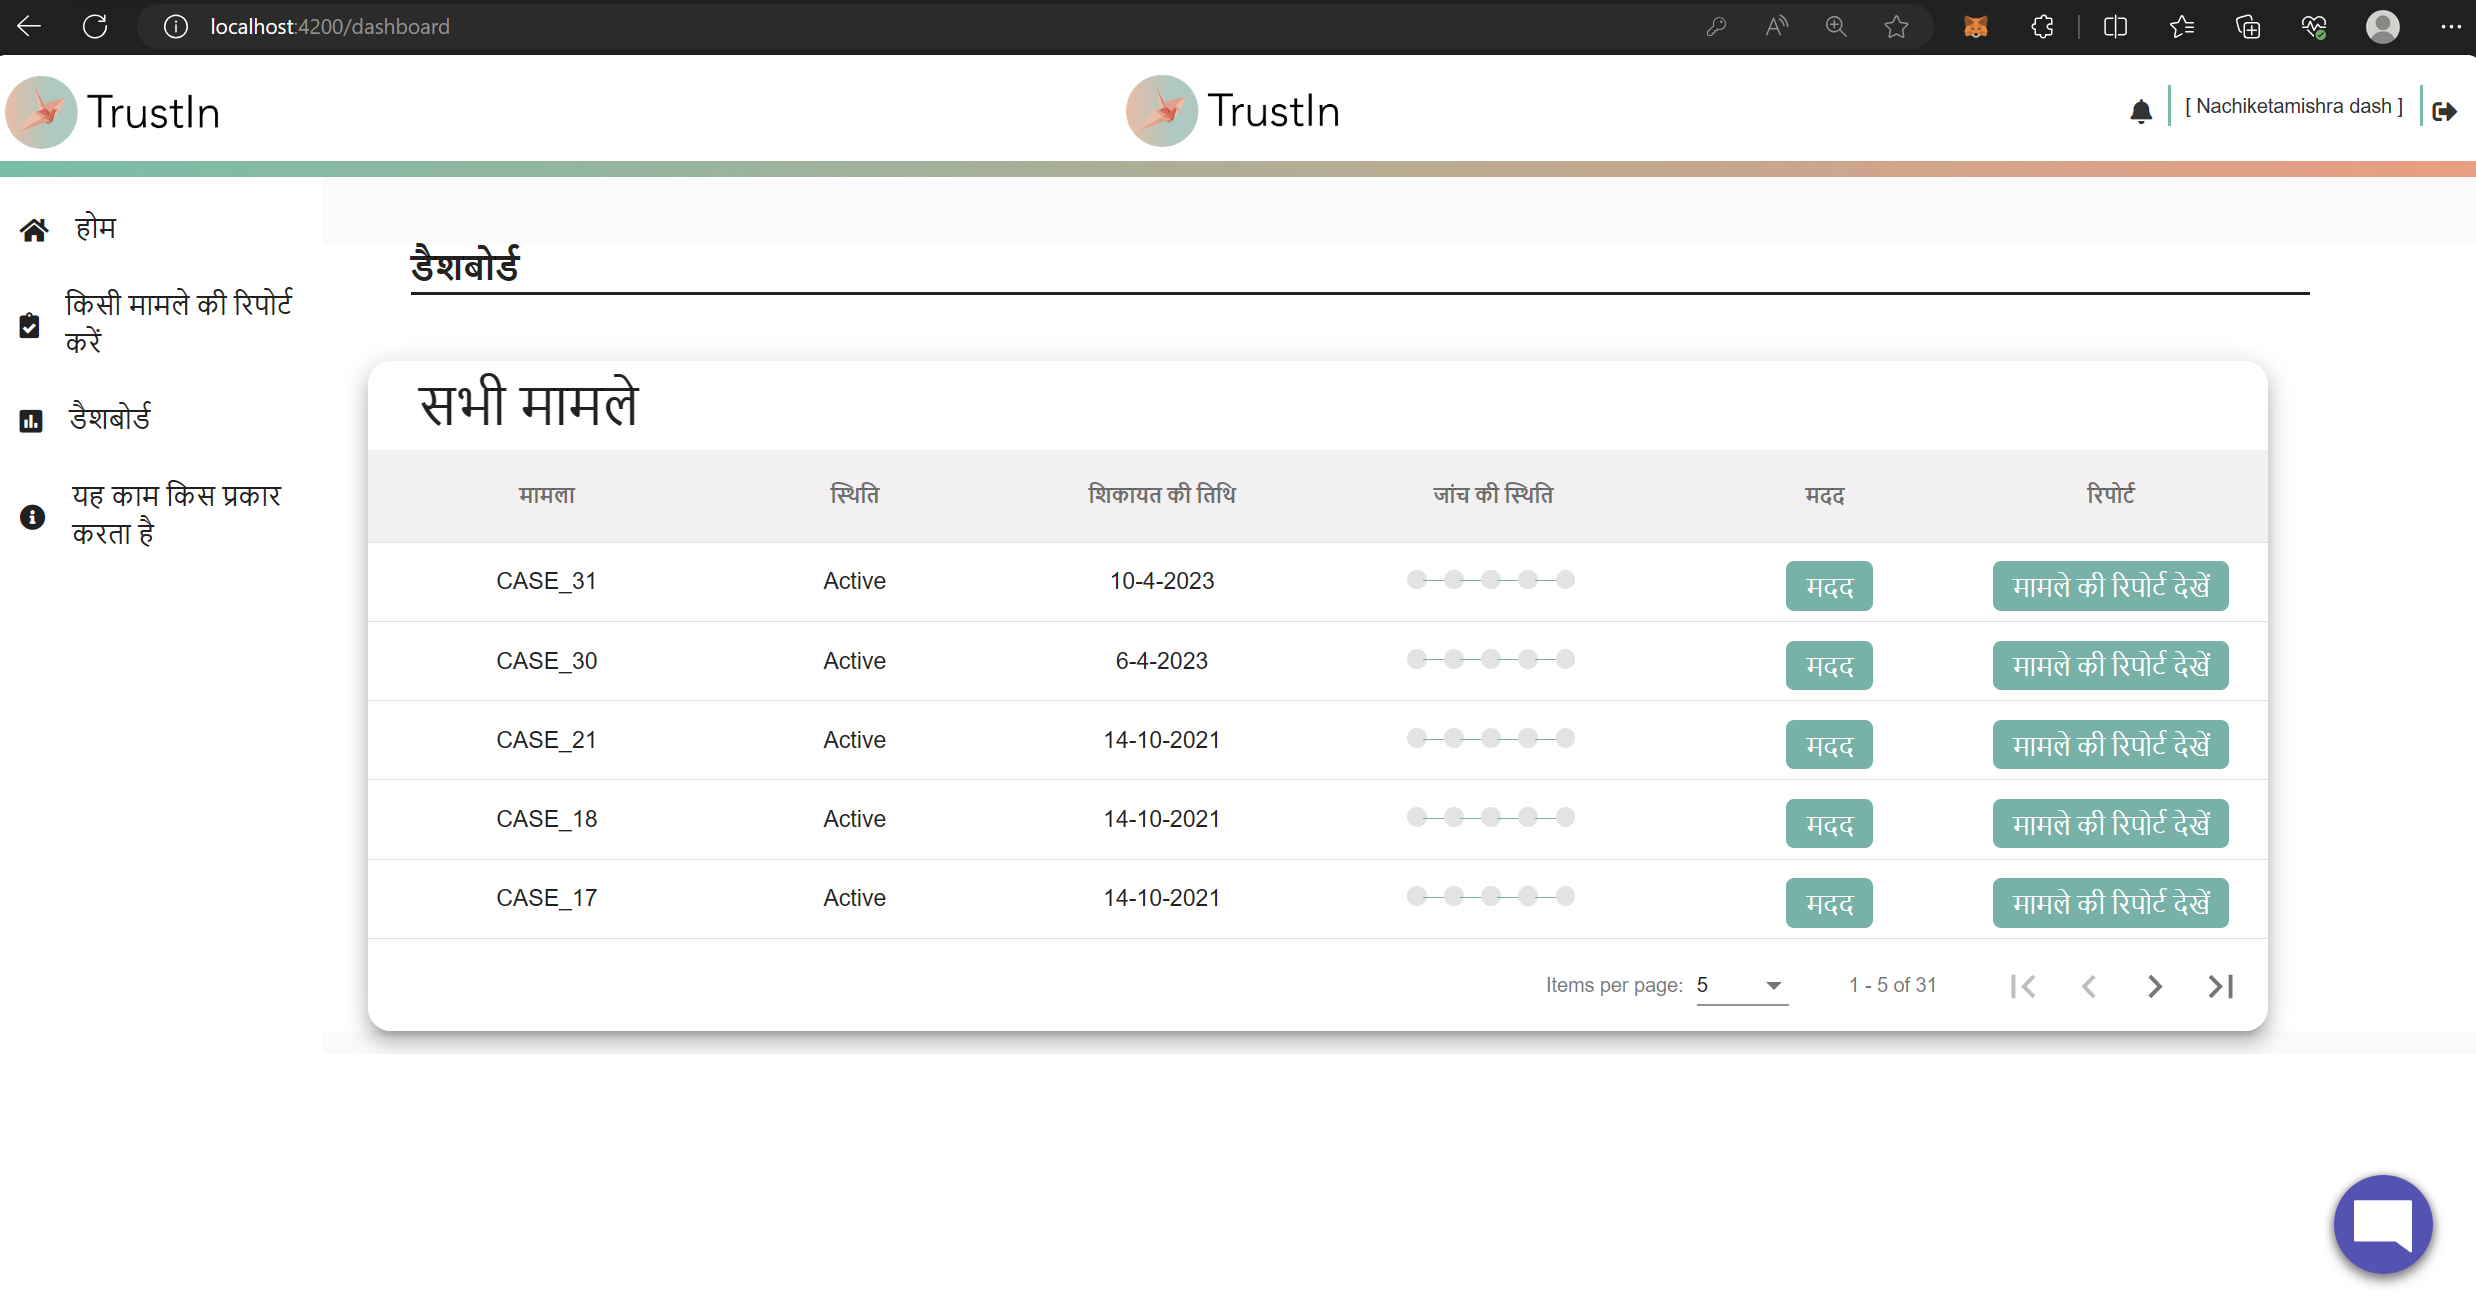 localhost:4200/dashboard
TrustIn
TrustIn
[ Nachiketamishra dash ]
होम
किसी मामले की रिपोर्ट
करें
डैशबोर्ड
यह काम किस प्रकार
करता है
डैशबोर्ड
सभी मामले
मामला स्थिति शिकायत की तिथि जांच की स्थिति मदद रिपोर्ट
CASE_31 Active 10-4-2023 मदद मामले की रिपोर्ट देखें
CASE_30 Active 6-4-2023 मदद मामले की रिपोर्ट देखें
CASE_21 Active 14-10-2021 मदद मामले की रिपोर्ट देखें
CASE_18 Active 14-10-2021 मदद मामले की रिपोर्ट देखें
CASE_17 Active 14-10-2021 मदद मामले की रिपोर्ट देखें
Items per page: 5 1 - 5 of 31